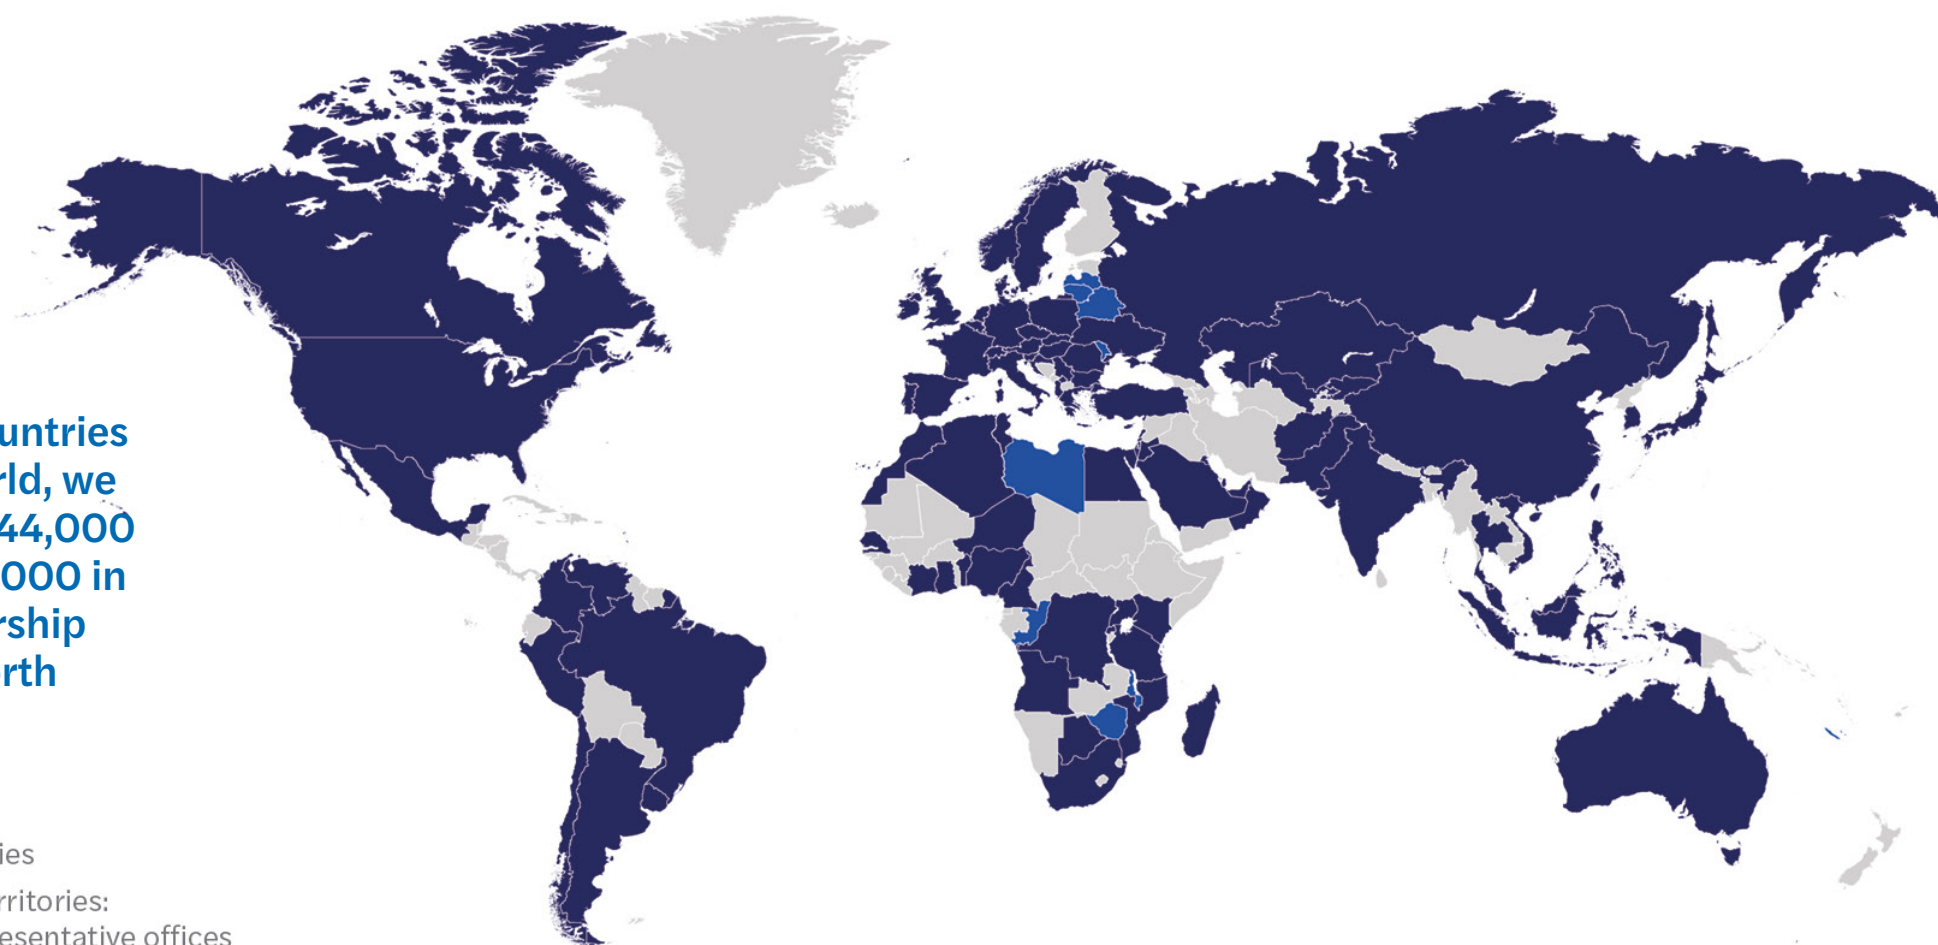 untries
rld, we
44,000
000 in
rship
rth
ies
rritories:
esentative offices